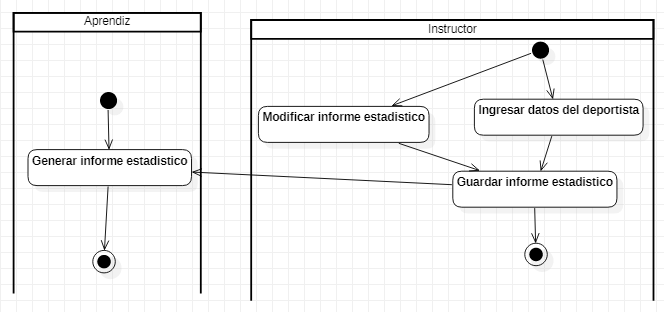 Aprendiz
Instructor
Modificar informe estadistico
Ingresar datos del deportista
Generar informe estadistico
Guardar informe estadistico